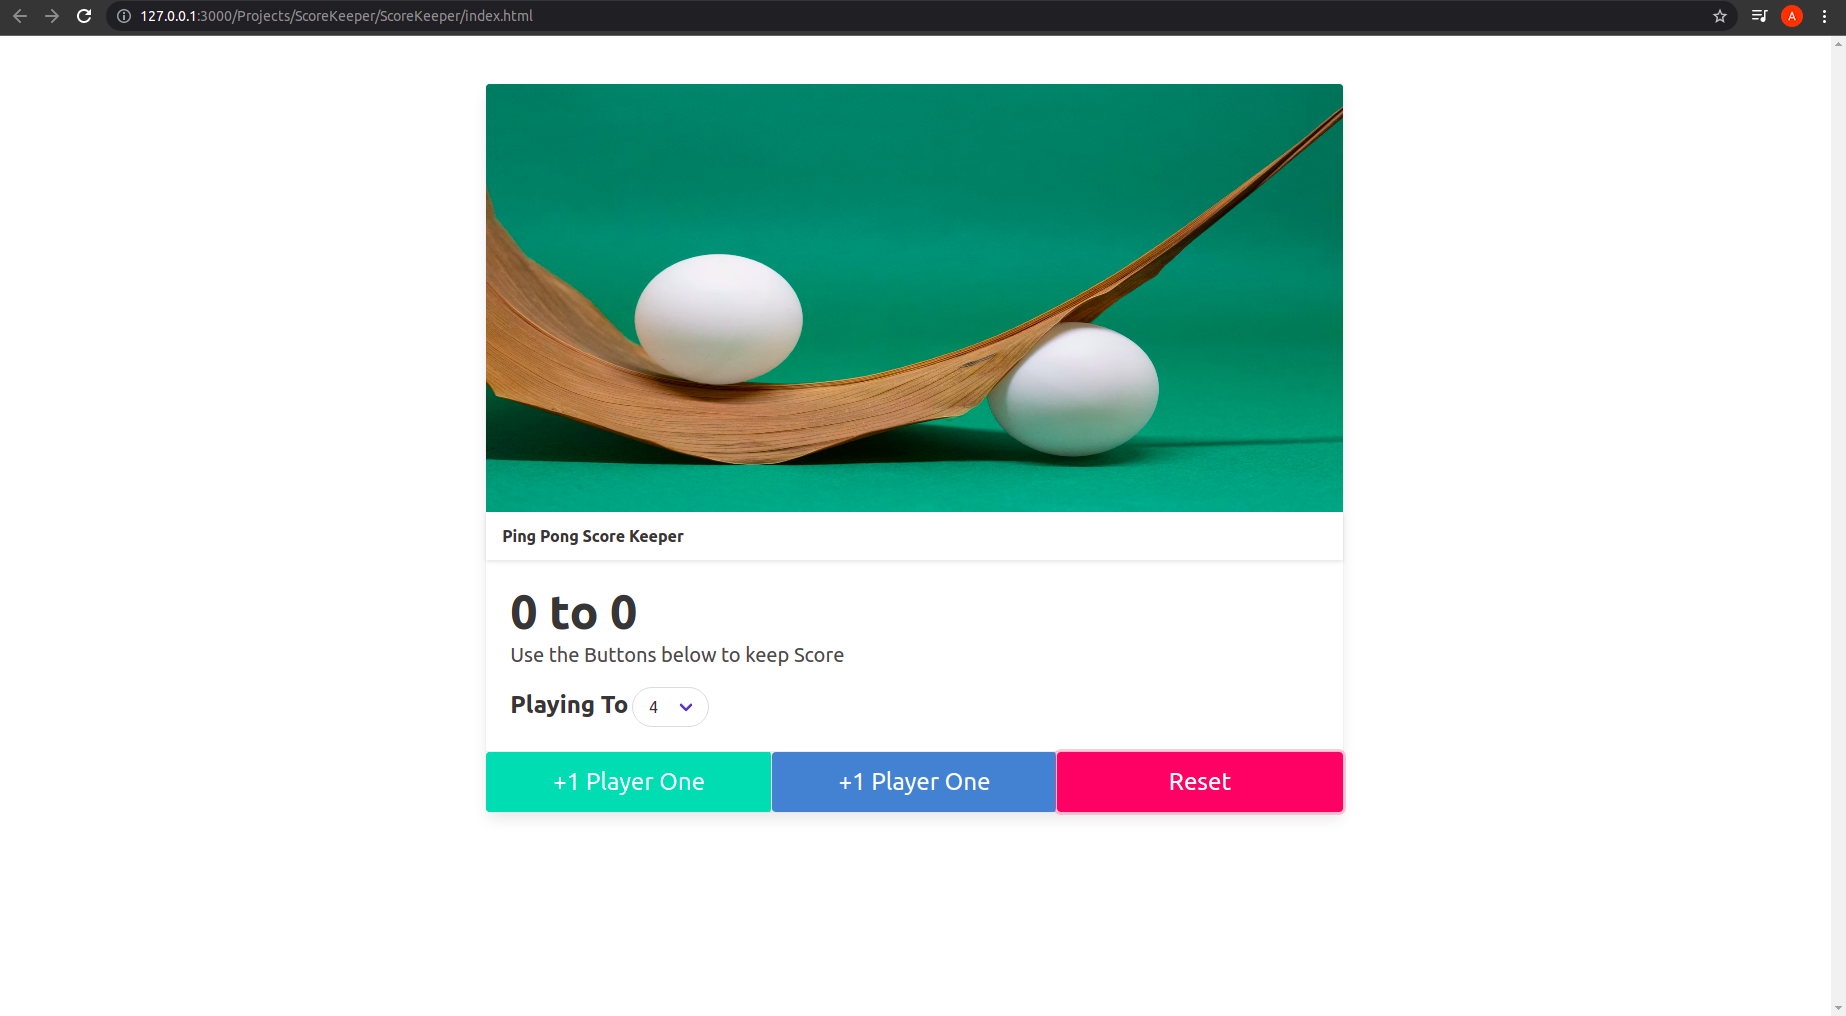 127.0.0.1:3000/Projects/ScoreKeeper/ScoreKeeper/index.html
A
Ping Pong Score Keeper
0 to 0
Use the Buttons below to keep Score
Playing To 4
+1 Player One +1 Player One Reset